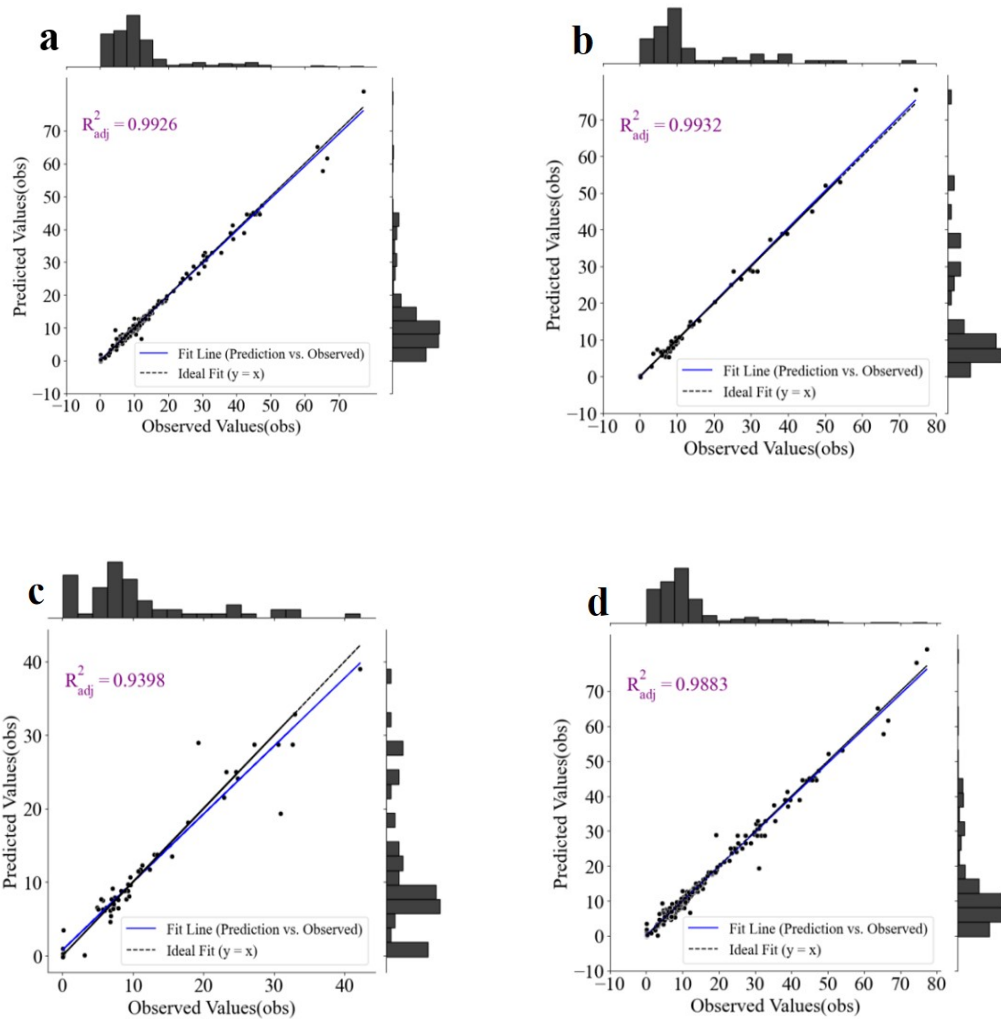 a
R²adj = 0.9926
Predicted Values(obs)
70
60
50
40
30
20
10
0
−10
Fit Line (Prediction vs. Observed)
Ideal Fit (y = x)
−10 0 10 20 30 40 50 60 70
Observed Values(obs)
b
R²adj = 0.9932
Predicted Values(obs)
70
60
50
40
30
20
10
0
−10
Fit Line (Prediction vs. Observed)
Ideal Fit (y = x)
−10 0 10 20 30 40 50 60 70 80
Observed Values(obs)
c
R²adj = 0.9398
Predicted Values(obs)
40
30
20
10
0
Fit Line (Prediction vs. Observed)
Ideal Fit (y = x)
0 10 20 30 40
Observed Values(obs)
d
R²adj = 0.9883
Predicted Values(obs)
70
60
50
40
30
20
10
0
−10
Fit Line (Prediction vs. Observed)
Ideal Fit (y = x)
−10 0 10 20 30 40 50 60 70 80
Observed Values(obs)